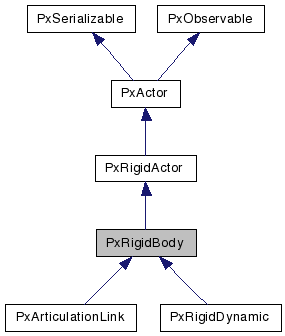 PxSerializable
PxObservable
PxActor
PxRigidActor
PxRigidBody
PxArticulationLink
PxRigidDynamic